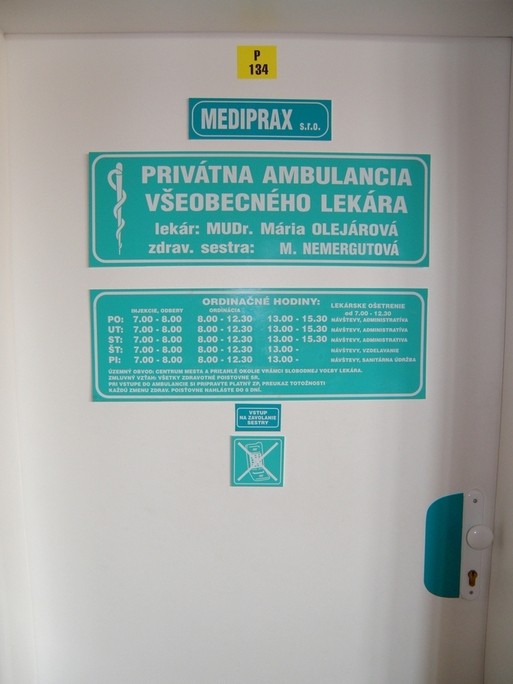 P
134
MEDIPRAX s.r.o.
PRIVÁTNA AMBULANCIA
VŠEOBECNÉHO LEKÁRA
lekár: MUDr. Mária OLEJÁROVÁ
zdrav. sestra: M. NEMERGUTOVÁ
ORDINAČNÉ HODINY: LEKÁRSKE OŠETRENIE
INJEKCIE, ODBERY ORDINÁCIA od 7.00 - 12.30
PO: 7.00 - 8.00 8.00 - 12.30 13.00 - 15.30 NÁVŠTEVY, ADMINISTRATÍVA
UT: 7.00 - 8.00 8.00 - 12.30 13.00 - 15.30 NÁVŠTEVY, ADMINISTRATÍVA
ST: 7.00 - 8.00 8.00 - 12.30 13.00 - 15.30 NÁVŠTEVY, ADMINISTRATÍVA
ŠT: 7.00 - 8.00 8.00 - 12.30 13.00 - NÁVŠTEVY, VZDELÁVANIE
PI: 7.00 - 8.00 8.00 - 12.30 13.00 - NÁVŠTEVY, SANITÁRNA ÚDRŽBA
ÚZEMNÝ OBVOD: CENTRUM MESTA A PRIĽAHLÉ OKOLIE VRÁMCI SLOBODNEJ VOĽBY LEKÁRA.
ZMLUVNÝ VZŤAH: VŠETKY ZDRAVOTNÉ POISŤOVNE SR.
PRI VSTUPE DO AMBULANCIE SI PRIPRAVTE PLATNÝ ZP, PREUKAZ TOTOŽNOSTI
KAŽDÚ ZMENU ZDRAV. POISŤOVNE NAHLÁSTE DO 8 DNÍ.
VSTUP
NA ZAVOLANIE
SESTRY